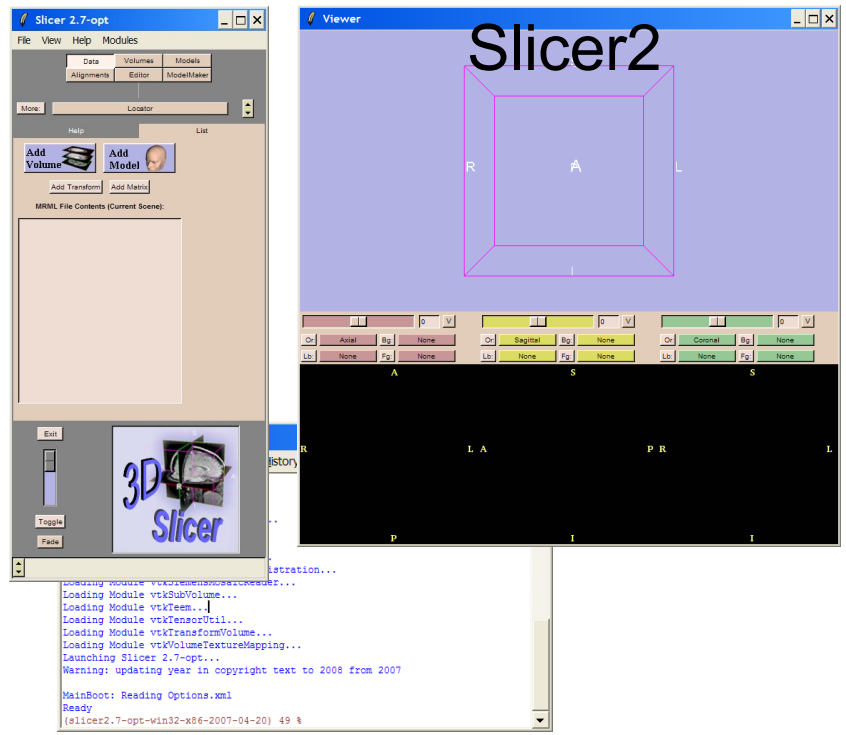 Slicer 2.7-opt
File View Help Modules
Data Volumes Models
Alignments Editor ModelMaker
More: Locator
Help List
Add Volume
Add Model
Add Transform Add Matrix
MRML File Contents (Current Scene):
Exit
Toggle
Fade
3D
Slicer
R
Viewer
Slicer2
R A L
I
0 V 0 V 0 V
Or Axial Bg: None Or Sagittal Bg: None Or Coronal Bg: None
Lb: None Fg: None Lb: None Fg: None Lb: None Fg: None
A S S
R L A P R L
P I I
istory
..
.
istration...
Loading Module vtkSiemensMosaicReader...
Loading Module vtkSubVolume...
Loading Module vtkTeem...
Loading Module vtkTensorUtil...
Loading Module vtkTransformVolume...
Loading Module vtkVolumeTextureMapping...
Launching Slicer 2.7-opt...
Warning: updating year in copyright text to 2008 from 2007
MainBoot: Reading Options.xml
Ready
(slicer2.7-opt-win32-x86-2007-04-20) 49 %